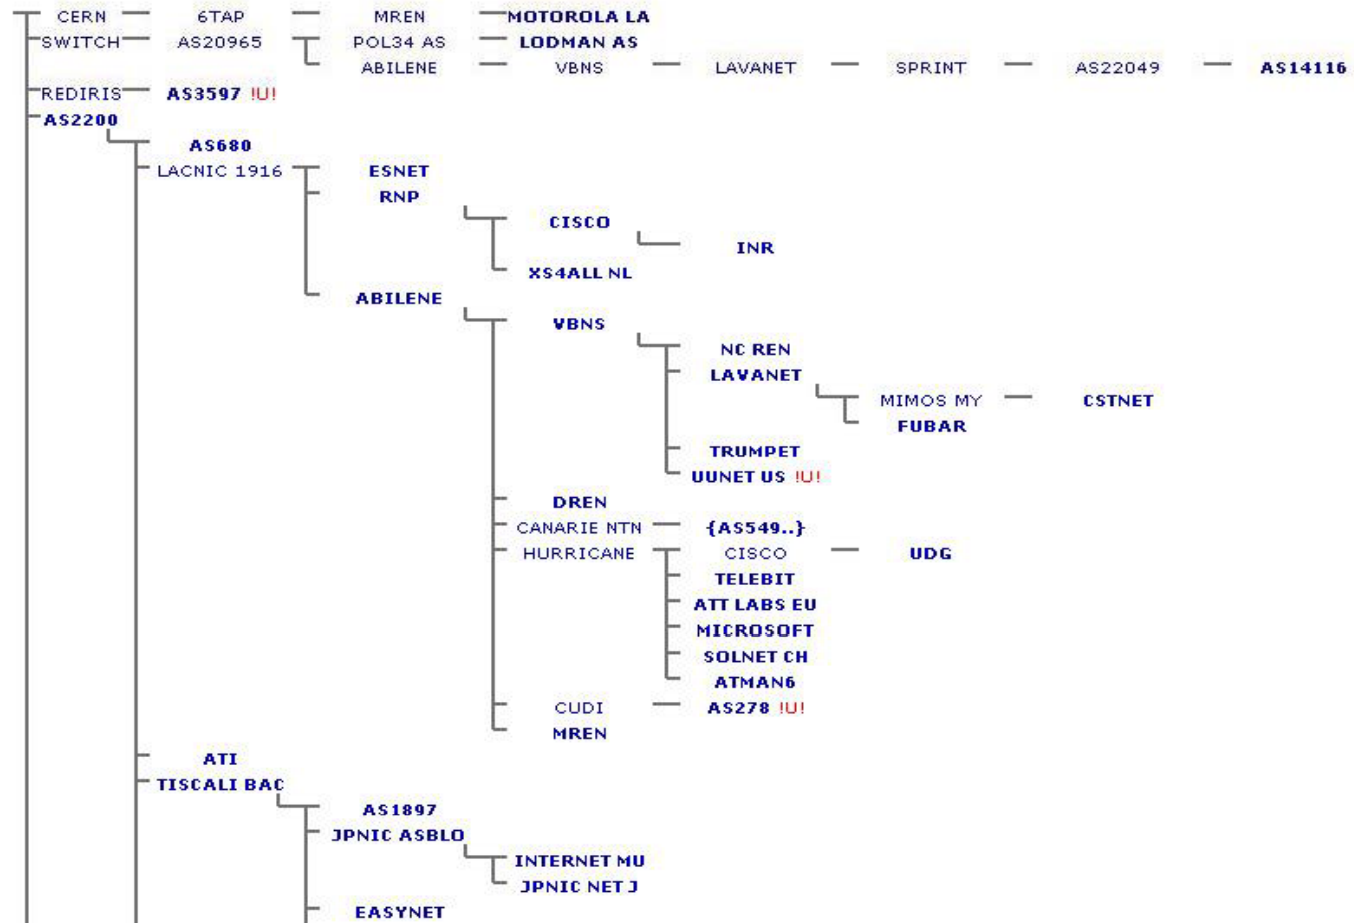 CERN 6TAP MREN MOTOROLA LA
SWITCH AS20965 POL34 AS LODMAN AS
ABILENE VBNS LAVANET SPRINT AS22049 AS14116
REDIRIS AS3597 !U!
AS2200
AS680
LACNIC 1916 ESNET
RNP
CISCO
INR
XS4ALL NL
ABILENE
VBNS
NC REN
LAVANET
MIMOS MY CSTNET
FUBAR
TRUMPET
UUNET US !U!
DREN
CANARIE NTN {AS549..}
HURRICANE CISCO UDG
TELEBIT
ATT LABS EU
MICROSOFT
SOLNET CH
ATMAN6
CUDI AS278 !U!
MREN
ATI
TISCALI BAC
AS1897
JPNIC ASBLO
INTERNET MU
JPNIC NET J
EASYNET